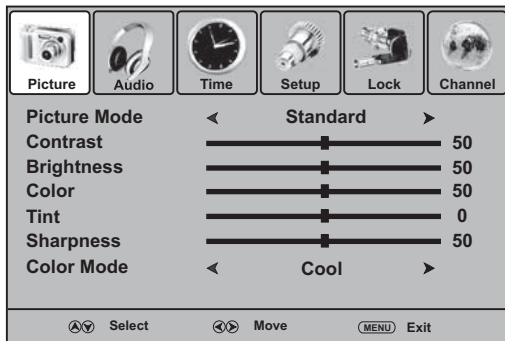 Picture Audio Time Setup Lock Channel
Picture Mode Standard
Contrast 50
Brightness 50
Color 50
Tint 0
Sharpness 50
Color Mode Cool
Select Move MENU Exit